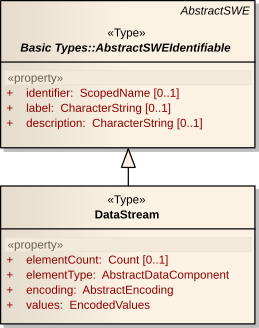 AbstractSWE
«Type»
Basic Types::AbstractSWEIdentifiable
«property»
+ identifier: ScopedName [0..1]
+ label: CharacterString [0..1]
+ description: CharacterString [0..1]
«Type»
DataStream
«property»
+ elementCount: Count [0..1]
+ elementType: AbstractDataComponent
+ encoding: AbstractEncoding
+ values: EncodedValues